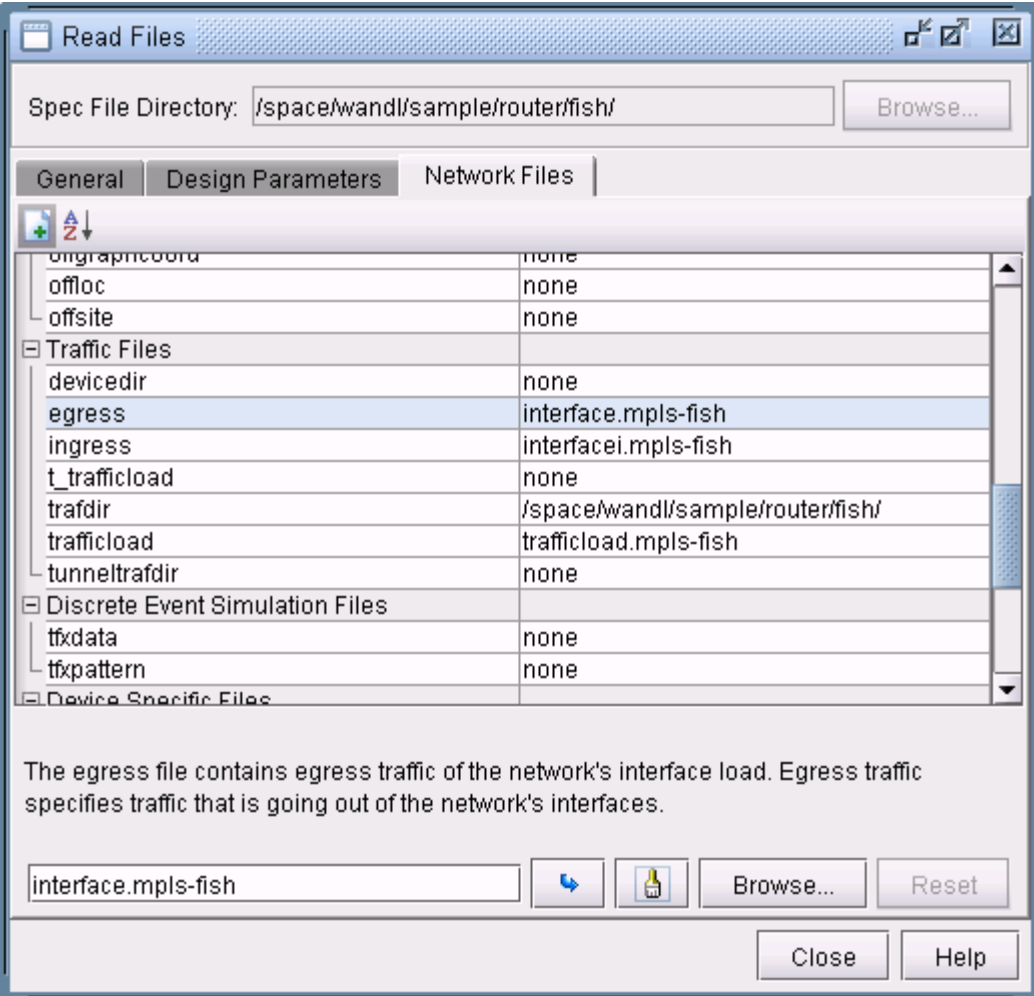 Read Files
Spec File Directory: /space/wandl/sample/router/fish/ Browse...
General Design Parameters Network Files
offloc none
offsite none
Traffic Files
devicedir none
egress interface.mpls-fish
ingress interfacei.mpls-fish
t_trafficload none
trafdir /space/wandl/sample/router/fish/
trafficload trafficload.mpls-fish
tunneltrafdir none
Discrete Event Simulation Files
tfxdata none
tfxpattern none
Device Specific Files
The egress file contains egress traffic of the network's interface load. Egress traffic
specifies traffic that is going out of the network's interfaces.
interface.mpls-fish Browse... Reset
Close Help